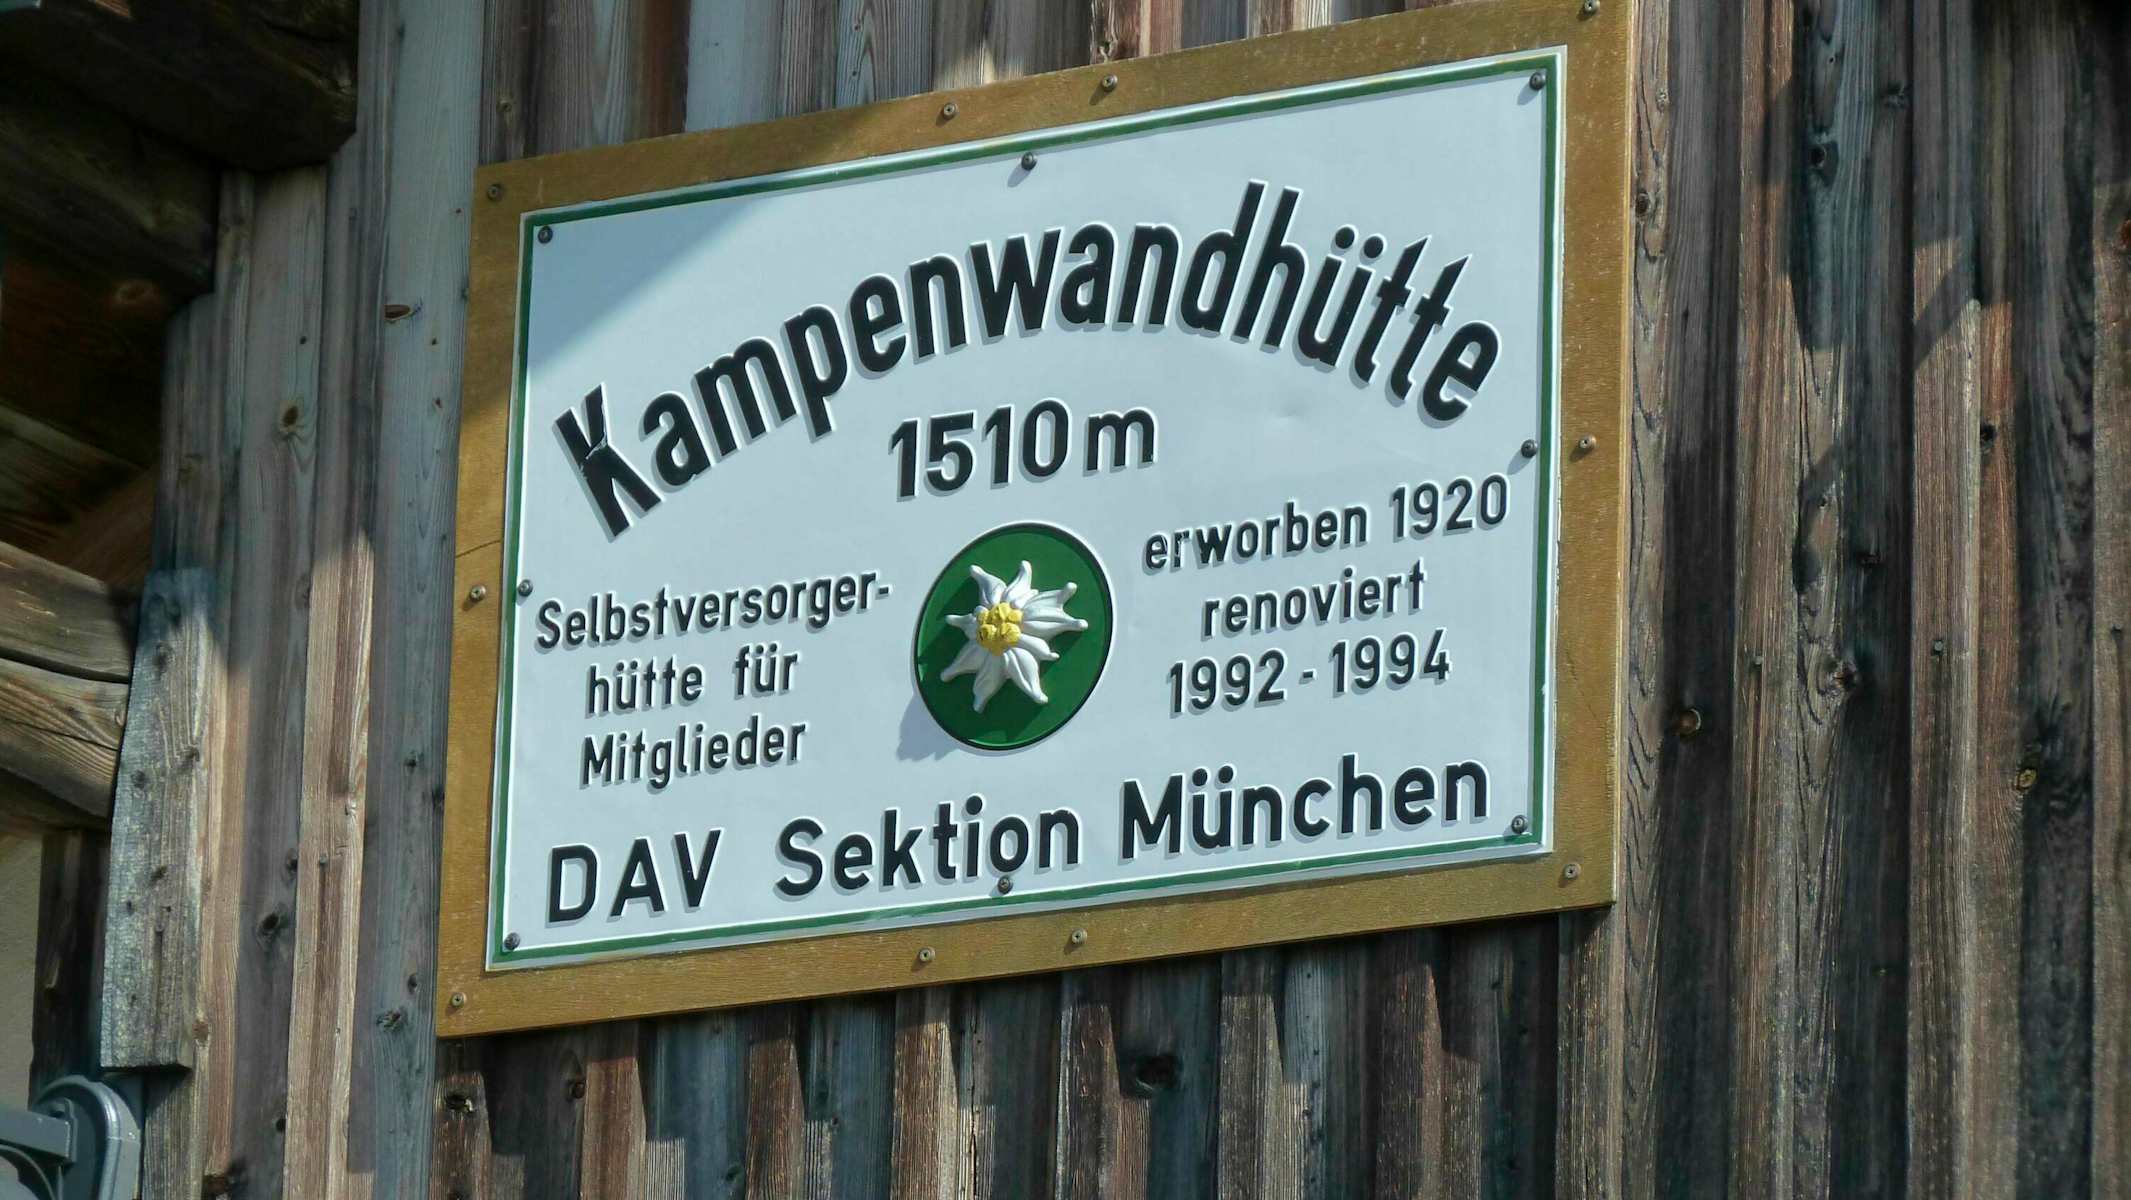 Kampenwandhütte
1510 m
Selbstversorger-
hütte für
Mitglieder
erworben 1920
renoviert
1992 - 1994
DAV Sektion München